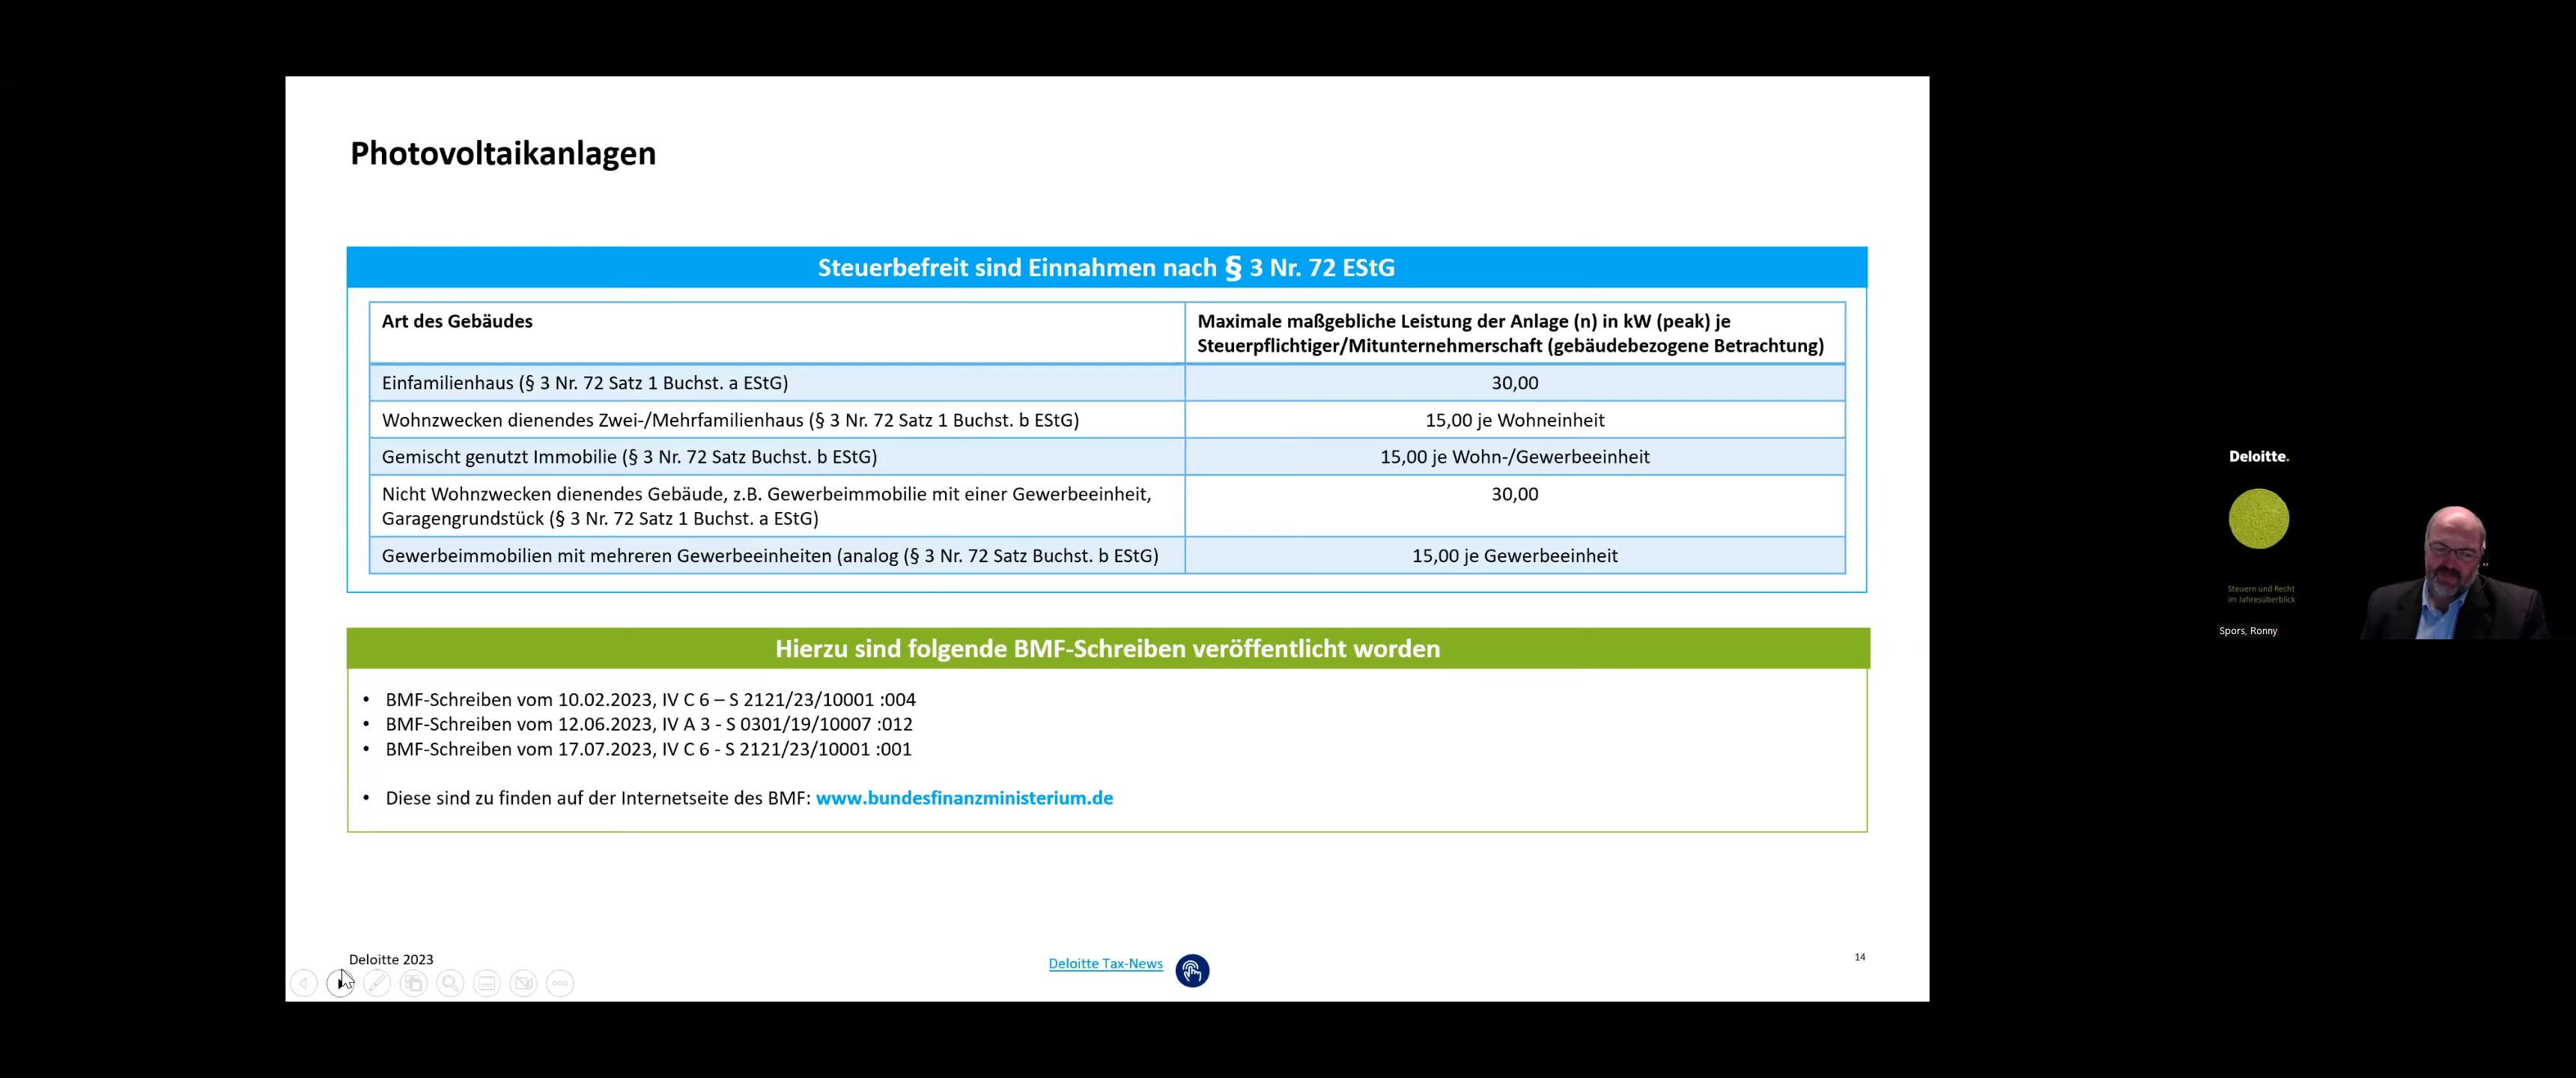 Photovoltaikanlagen
Steuerbefreit sind Einnahmen nach § 3 Nr. 72 EStG
Art des Gebäudes
Maximale maßgebliche Leistung der Anlage (n) in kW (peak) je
Steuerpflichtiger/Mitunternehmerschaft (gebäudebezogene Betrachtung)
Einfamilienhaus (§ 3 Nr. 72 Satz 1 Buchst. a EStG)
30,00
Wohnzwecken dienendes Zwei-/Mehrfamilienhaus (§ 3 Nr. 72 Satz 1 Buchst. b EStG)
15,00 je Wohneinheit
Gemischt genutzt Immobilie (§ 3 Nr. 72 Satz Buchst. b EStG)
15,00 je Wohn-/Gewerbeeinheit
Nicht Wohnzwecken dienendes Gebäude, z.B. Gewerbeimmobilie mit einer Gewerbeeinheit,
Garagengrundstück (§ 3 Nr. 72 Satz 1 Buchst. a EStG)
30,00
Gewerbeimmobilien mit mehreren Gewerbeeinheiten (analog (§ 3 Nr. 72 Satz Buchst. b EStG)
15,00 je Gewerbeeinheit
Hierzu sind folgende BMF-Schreiben veröffentlicht worden
• BMF-Schreiben vom 10.02.2023, IV C 6 – S 2121/23/10001 :004
• BMF-Schreiben vom 12.06.2023, IV A 3 - S 0301/19/10007 :012
• BMF-Schreiben vom 17.07.2023, IV C 6 - S 2121/23/10001 :001
• Diese sind zu finden auf der Internetseite des BMF: www.bundesfinanzministerium.de
Deloitte 2023
Deloitte Tax-News
14
Deloitte.
Steuern und Recht
im Jahresüberblick
Spors, Ronny